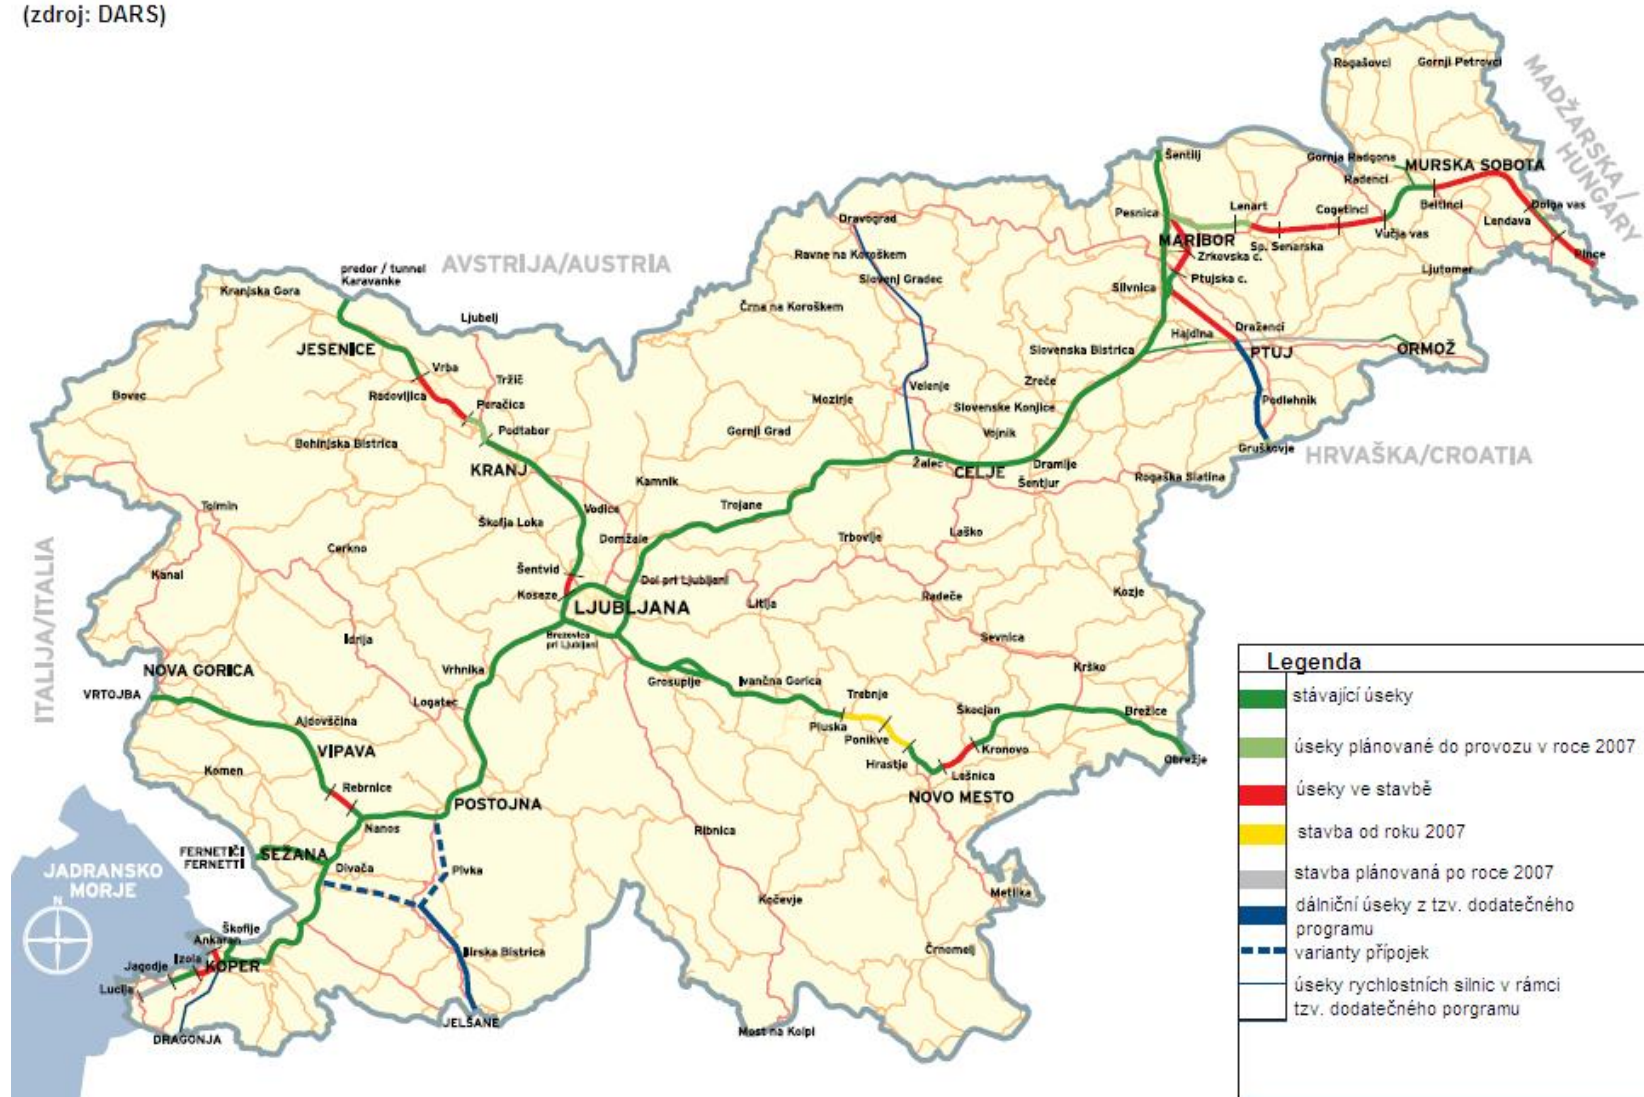 (zdroj: DARS)
Rogašovci
Gornji Petrovci
MADŽARSKA /
HUNGARY
Šentilj
Gornja Radgona
MURSKA SOBOTA
Radenci
Beltinci
Dolga vas
Lendava
Pince
Dravograd
Pesnica
Lenart
Cogetinci
Vučja vas
MARIBOR
Sp. Senarska
Zrkovska c.
Ptujska c.
Ljutomer
Ravne na Koroškem
Slovenj Gradec
Slivnica
AVSTRIJA/AUSTRIA
predor / tunnel
Karavanke
Kranjska Gora
Ljubelj
Črna na Koroškem
Hajdina
Draženci
PTUJ
ORMOŽ
JESENICE
Slovenska Bistrica
Vrba
Tržič
Radovljica
Bovec
Peračica
Podtabor
Velenje
Zreče
Mozirje
Slovenske Konjice
Podlehnik
Bohinjska Bistrica
Gornji Grad
Vojnik
Gruškovje
HRVAŠKA/CROATIA
KRANJ
Žalec
CELJE
Dramlje
Šentjur
Rogaška Slatina
Kamnik
Tolmin
Vodice
Trojane
Škofja Loka
Domžale
Trbovlje
Laško
ITALIJA/ITALIA
Cerkno
Kanal
Šentvid
Dol pri Ljubljani
Koseze
LJUBLJANA
Litija
Radeče
Kozje
Idrija
Brezovica
pri Ljubljani
Sevnica
NOVA GORICA
Vrhnika
Krško
VRTOJBA
Grosuplje
Ivančna Gorica
Trebnje
Logatec
Ajdovščina
Pluska
Škocjan
Brežice
VIPAVA
Ponikve
Kronovo
Obrežje
Komen
Hrastje
Lešnica
Rebrnice
POSTOJNA
NOVO MESTO
Nanos
Ribnica
FERNETIČI
FERNETTI
SEŽANA
Divača
Pivka
JADRANSKO
MORJE
N
Kočevje
Metlika
Škofije
Ankaran
Izola
KOPER
Jagodje
Lucija
Ilirska Bistrica
Črnomelj
DRAGONJA
JELŠANE
Most na Kolpi
Legenda
stávající úseky
úseky plánované do provozu v roce 2007
úseky ve stavbě
stavba od roku 2007
stavba plánovaná po roce 2007
dálniční úseky z tzv. dodatečného
programu
varianty přípojek
úseky rychlostních silnic v rámci
tzv. dodatečného porgramu